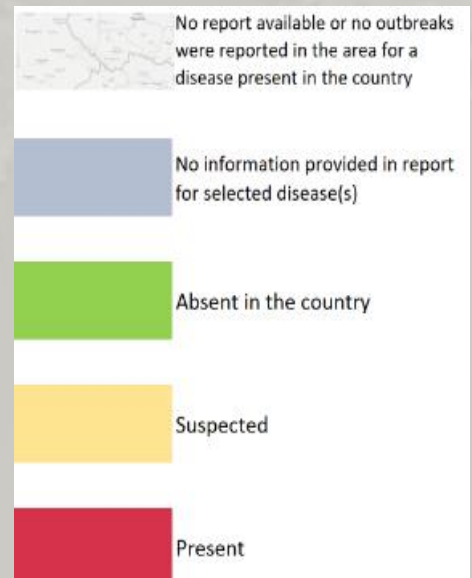 No report available or no outbreaks
were reported in the area for a
disease present in the country
No information provided in report
for selected disease(s)
Absent in the country
Suspected
Present